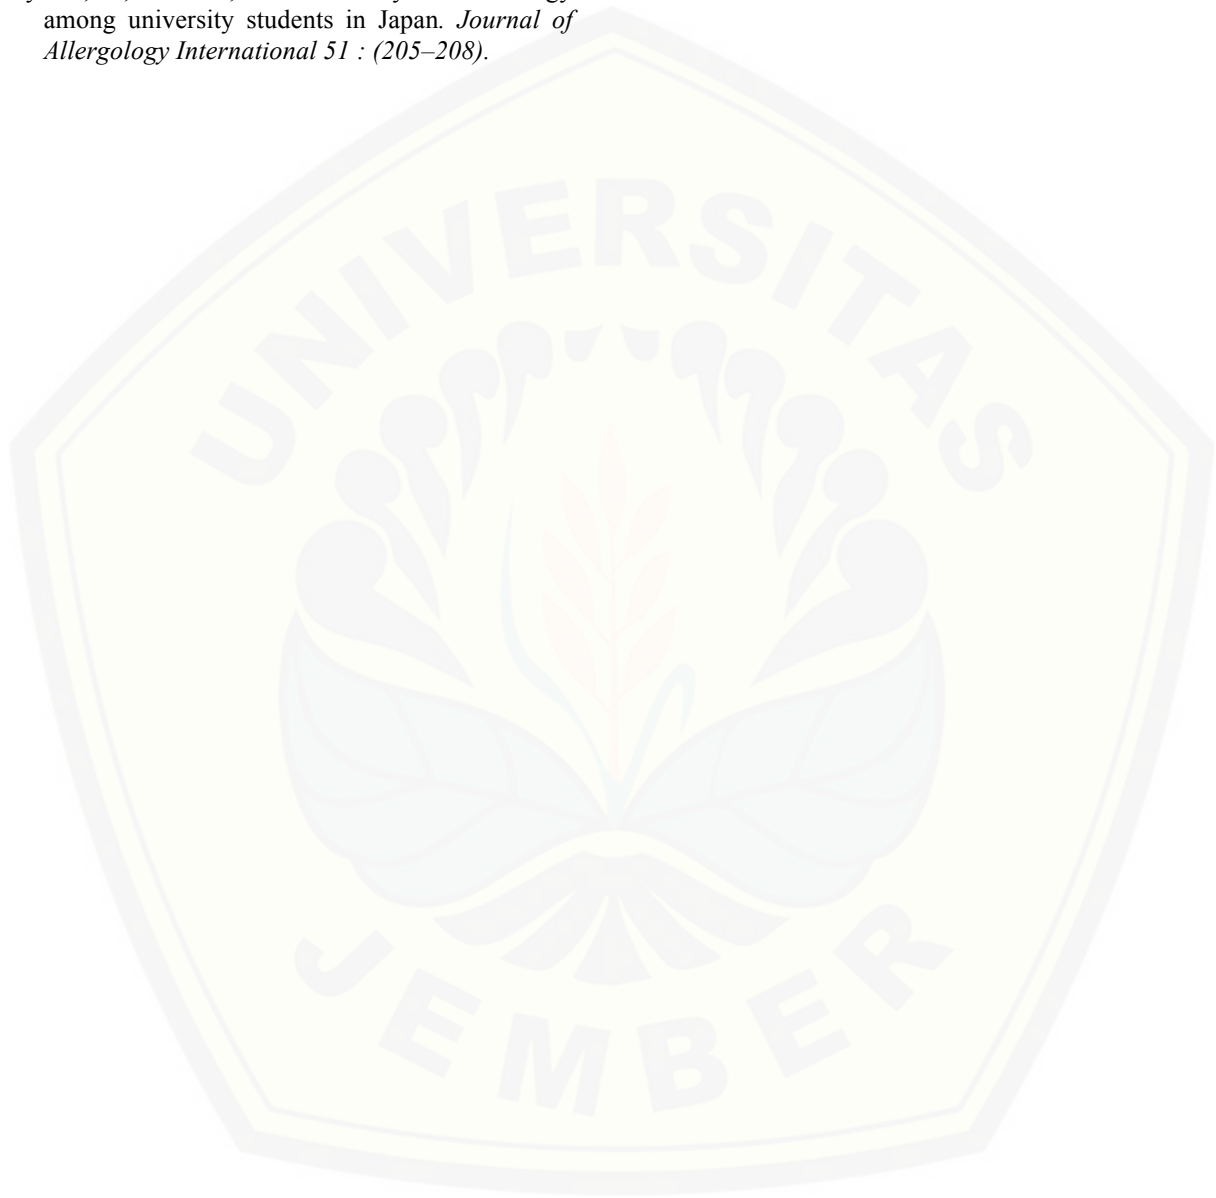 among university students in Japan. Journal of
Allergology International 51 : (205–208).
UNIVERSITAS
JEMBER